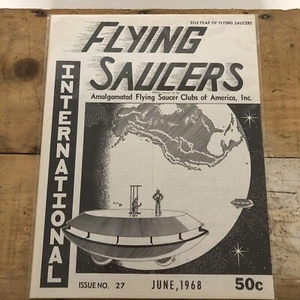 21st YEAR OF FLYING SAUCERS
FLYING
SAUCERS
Amalgamated Flying Saucer Clubs of America, Inc.
INTERNATIONAL
ISSUE NO. 27
JUNE, 1968
50c